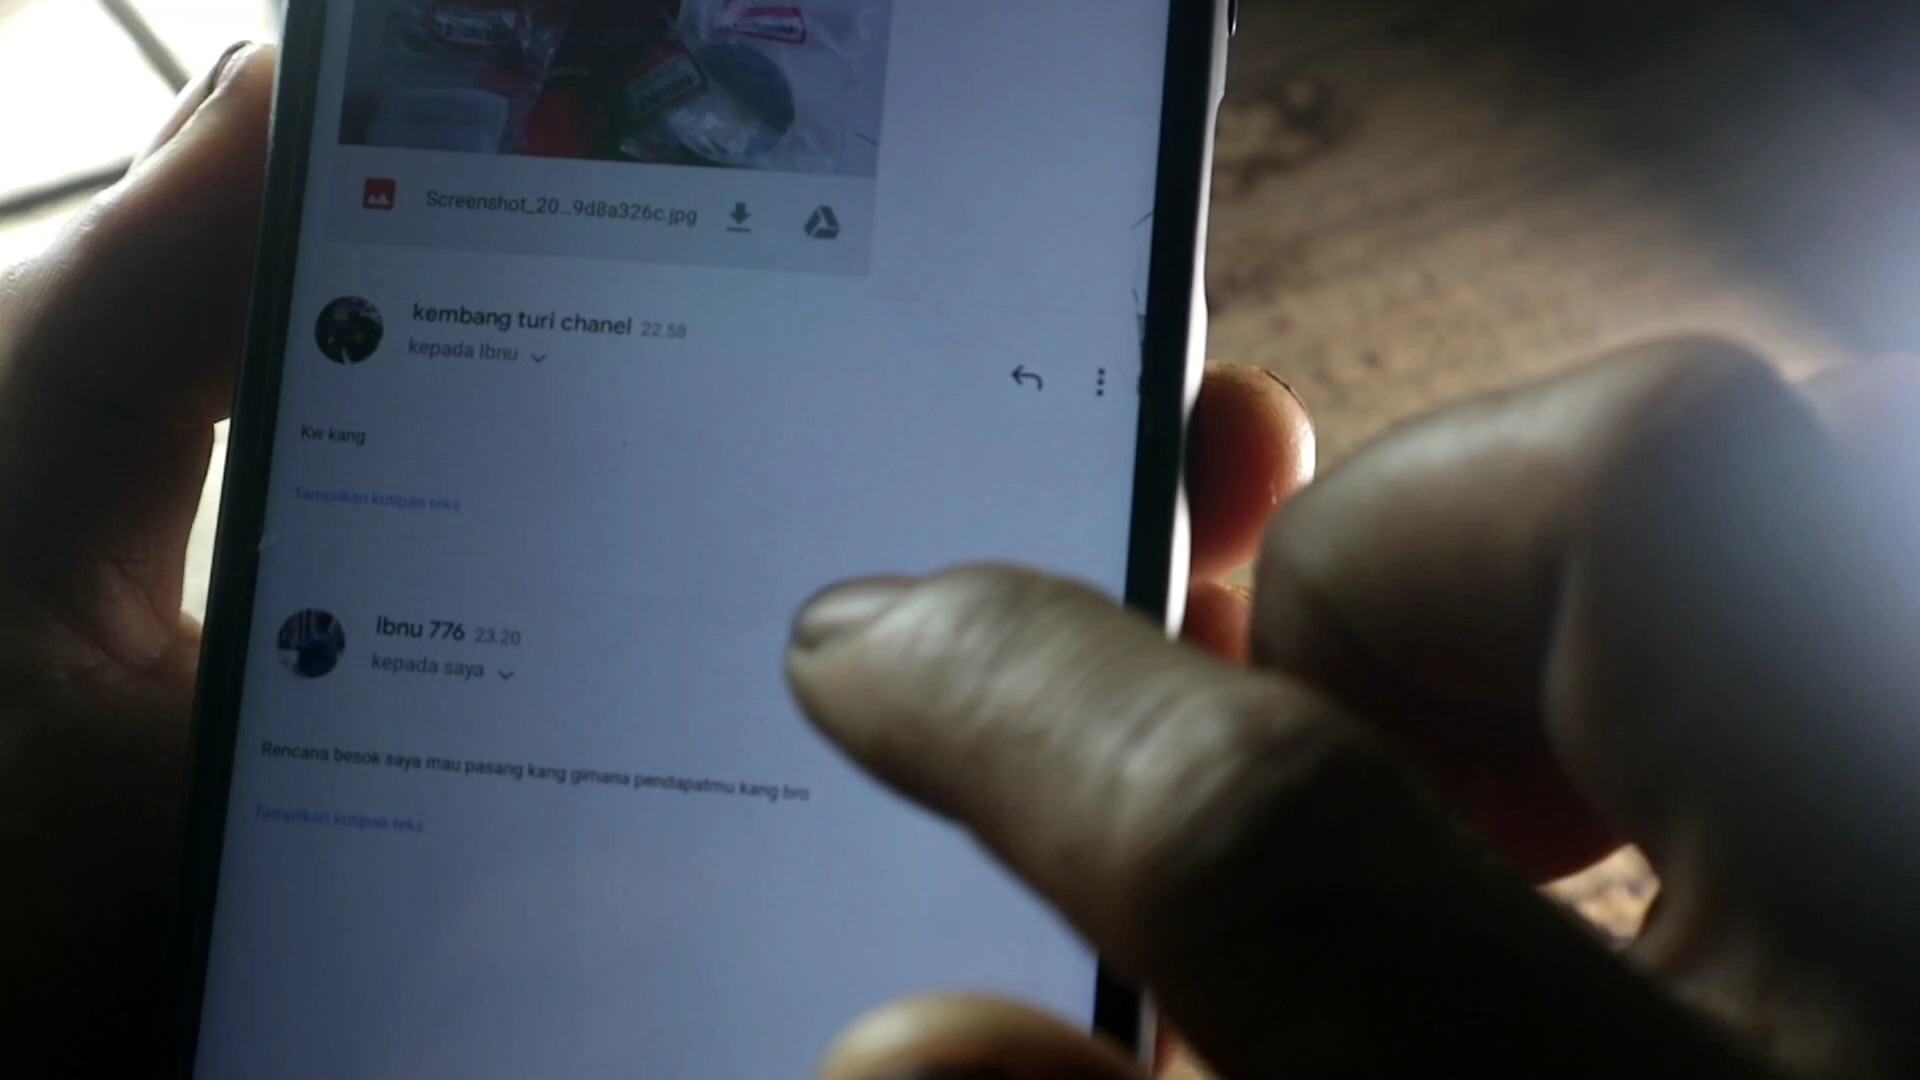 Screenshot_20...9d8a326c.jpg
kembang turi chanel 22.58
kepada Ibnu
Kw kang
Tampilkan kutipan teks
Ibnu 776 23.20
kepada saya
Rencana besok saya mau pasang kang gimana pendapatmu kang bro
Tampilkan kutipan teks